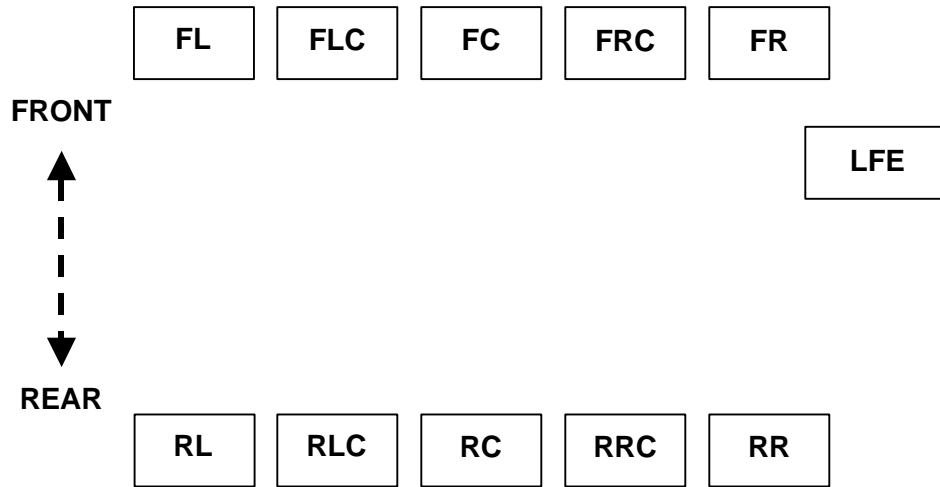 FL FLC FC FRC FR
FRONT
LFE
REAR
RL RLC RC RRC RR